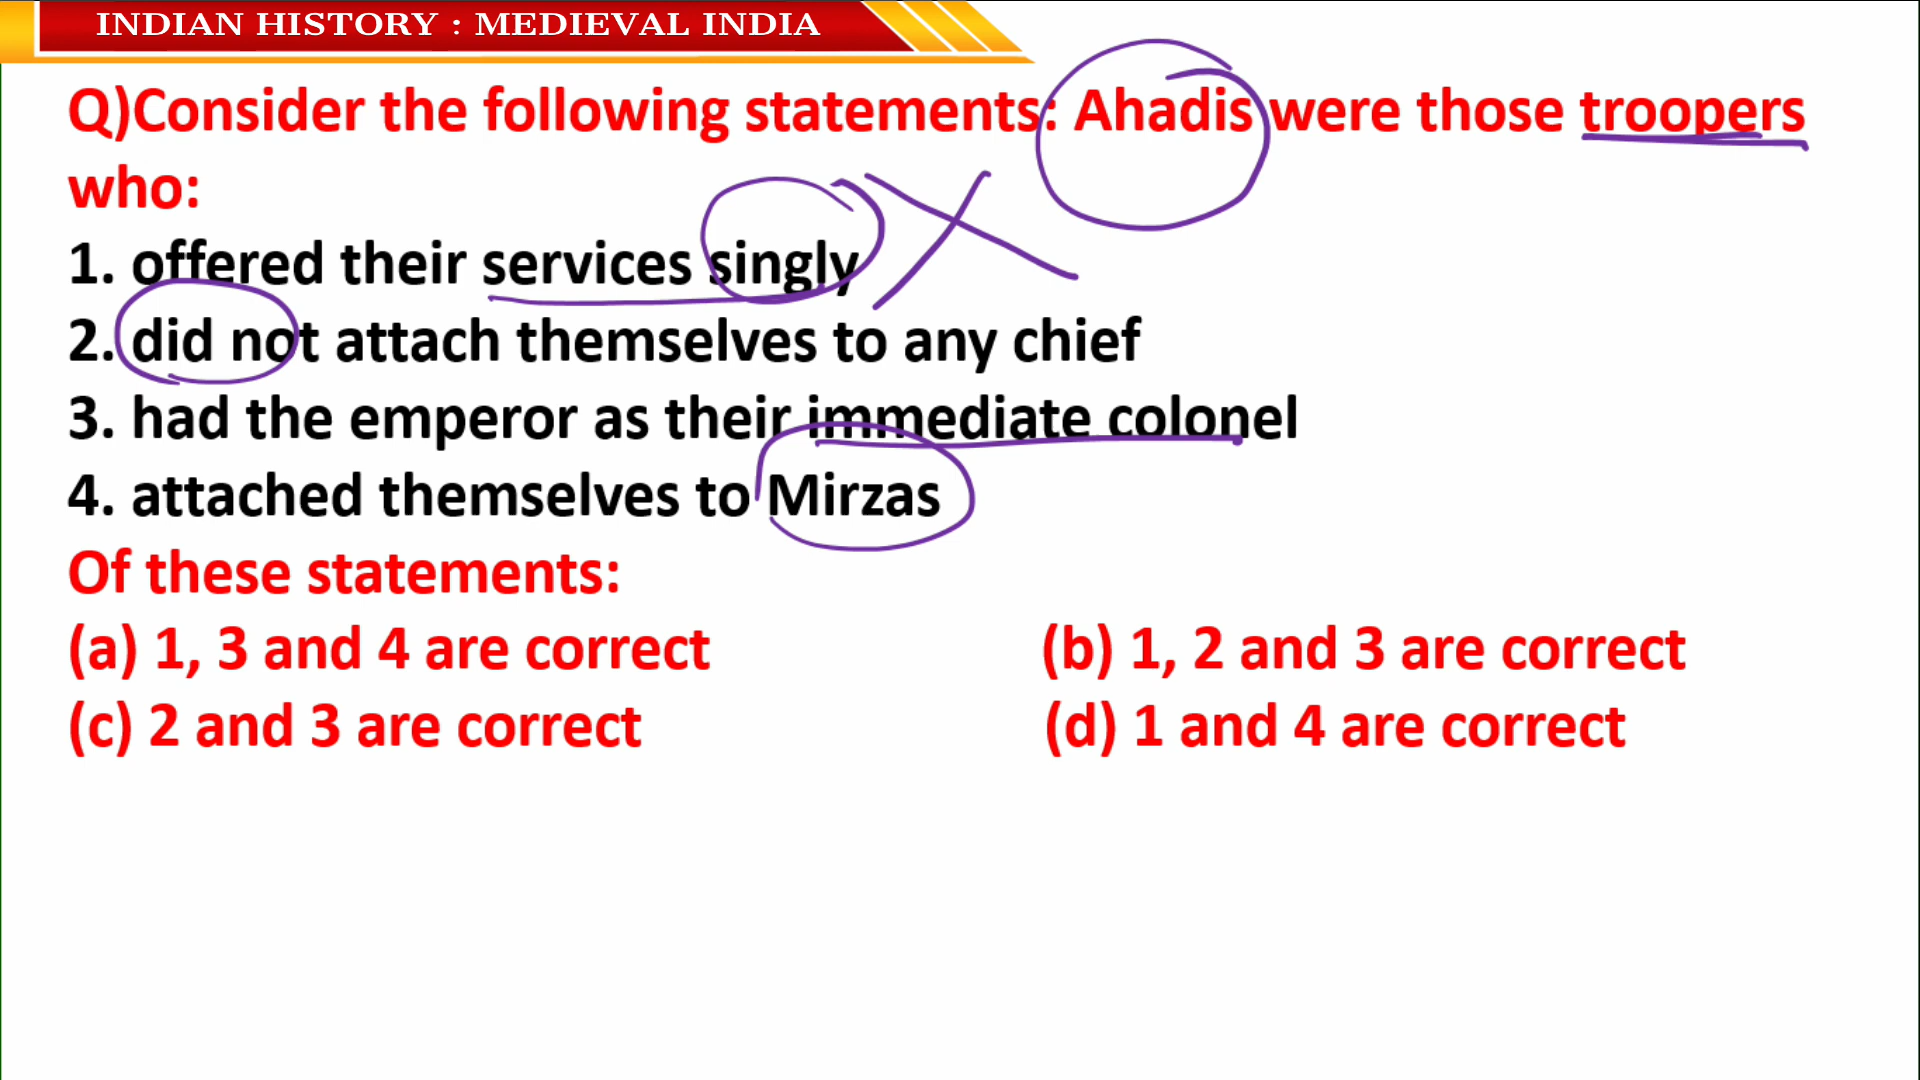 INDIAN HISTORY : MEDIEVAL INDIA
Q)Consider the following statements: Ahadis were those troopers
who:
1. offered their services singly
2. did not attach themselves to any chief
3. had the emperor as their immediate colonel
4. attached themselves to Mirzas
Of these statements:
(a) 1, 3 and 4 are correct (b) 1, 2 and 3 are correct
(c) 2 and 3 are correct (d) 1 and 4 are correct